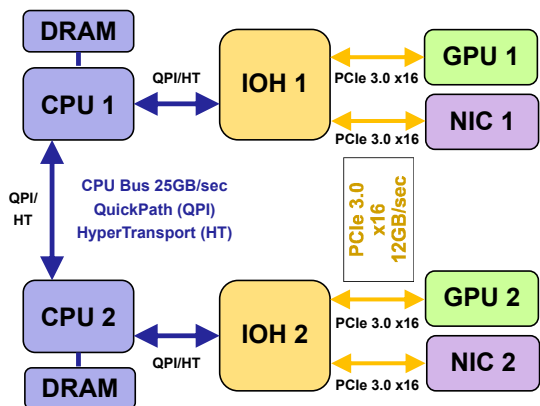 DRAM
CPU 1
QPI/HT
IOH 1
PCIe 3.0 x16
GPU 1
PCIe 3.0 x16
NIC 1
QPI/
HT
CPU Bus 25GB/sec
QuickPath (QPI)
HyperTransport (HT)
PCIe 3.0
x16
12GB/sec
CPU 2
QPI/HT
IOH 2
PCIe 3.0 x16
GPU 2
PCIe 3.0 x16
NIC 2
DRAM